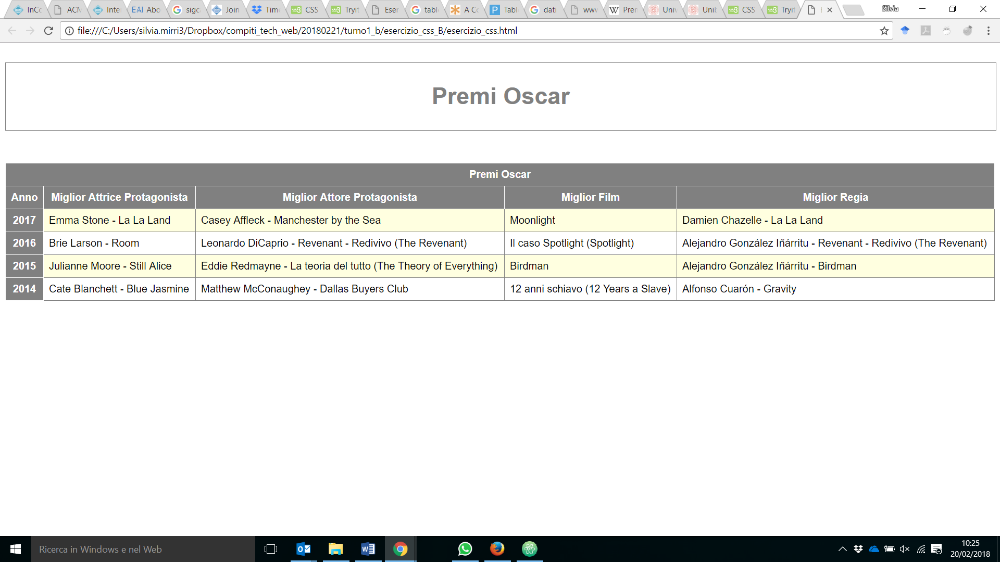 InCo
ACM
Inter
EAI Abo
sigc
Join
Time
CSS
Tryit
Eser
tabl
A Co
Tabl
dati
www
Prer
Univ
Unib
CSS
Tryit
Silvia
file:///C:/Users/silvia.mirri3/Dropbox/compiti_tech_web/20180221/turno1_b/esercizio_css_B/esercizio_css.html
Premi Oscar
Premi Oscar
Anno Miglior Attrice Protagonista Miglior Attore Protagonista Miglior Film Miglior Regia
2017 Emma Stone - La La Land Casey Affleck - Manchester by the Sea Moonlight Damien Chazelle - La La Land
2016 Brie Larson - Room Leonardo DiCaprio - Revenant - Redivivo (The Revenant) Il caso Spotlight (Spotlight) Alejandro González Iñárritu - Revenant - Redivivo (The Revenant)
2015 Julianne Moore - Still Alice Eddie Redmayne - La teoria del tutto (The Theory of Everything) Birdman Alejandro González Iñárritu - Birdman
2014 Cate Blanchett - Blue Jasmine Matthew McConaughey - Dallas Buyers Club 12 anni schiavo (12 Years a Slave) Alfonso Cuarón - Gravity
Ricerca in Windows e nel Web
10:25
20/02/2018